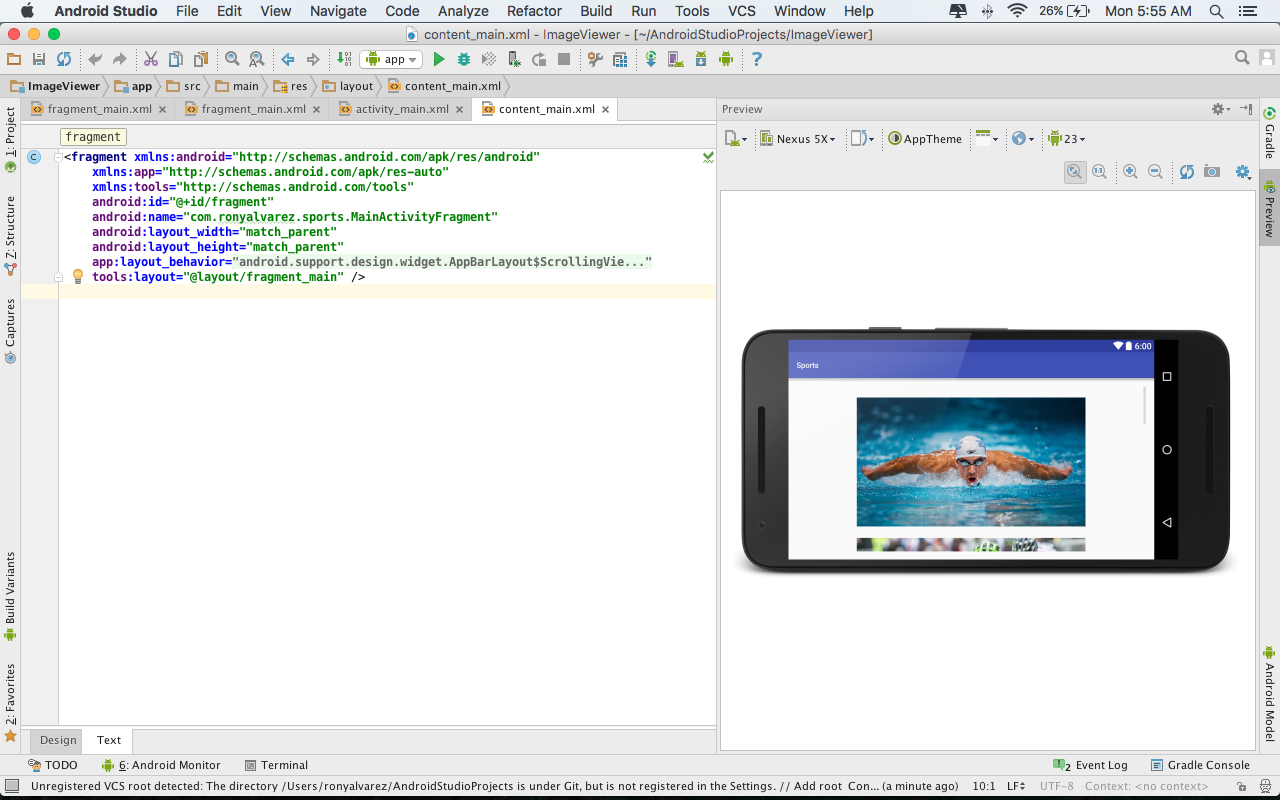 Android Studio File Edit View Navigate Code Analyze Refactor Build Run Tools VCS Window Help 26% Mon 5:55 AM
content_main.xml - ImageViewer - [~/AndroidStudioProjects/ImageViewer]
app
ImageViewer app src main res layout content_main.xml
1: Project
Z: Structure
Captures
Build Variants
2: Favorites
fragment_main.xml fragment_main.xml activity_main.xml content_main.xml
fragment
C
<fragment xmlns:android="http://schemas.android.com/apk/res/android"
xmlns:app="http://schemas.android.com/apk/res-auto"
xmlns:tools="http://schemas.android.com/tools"
android:id="@+id/fragment"
android:name="com.ronyalvarez.sports.MainActivityFragment"
android:layout_width="match_parent"
android:layout_height="match_parent"
app:layout_behavior="android.support.design.widget.AppBarLayout$ScrollingVie..."
tools:layout="@layout/fragment_main" />
Design Text
Preview
Nexus 5X AppTheme 23
6:00
Sports
Gradle
Preview
Android Model
TODO 6: Android Monitor Terminal 2 Event Log Gradle Console
Unregistered VCS root detected: The directory /Users/ronyalvarez/AndroidStudioProjects is under Git, but is not registered in the Settings. // Add root Con... (a minute ago) 10:1 LF UTF-8 Context: <no context>